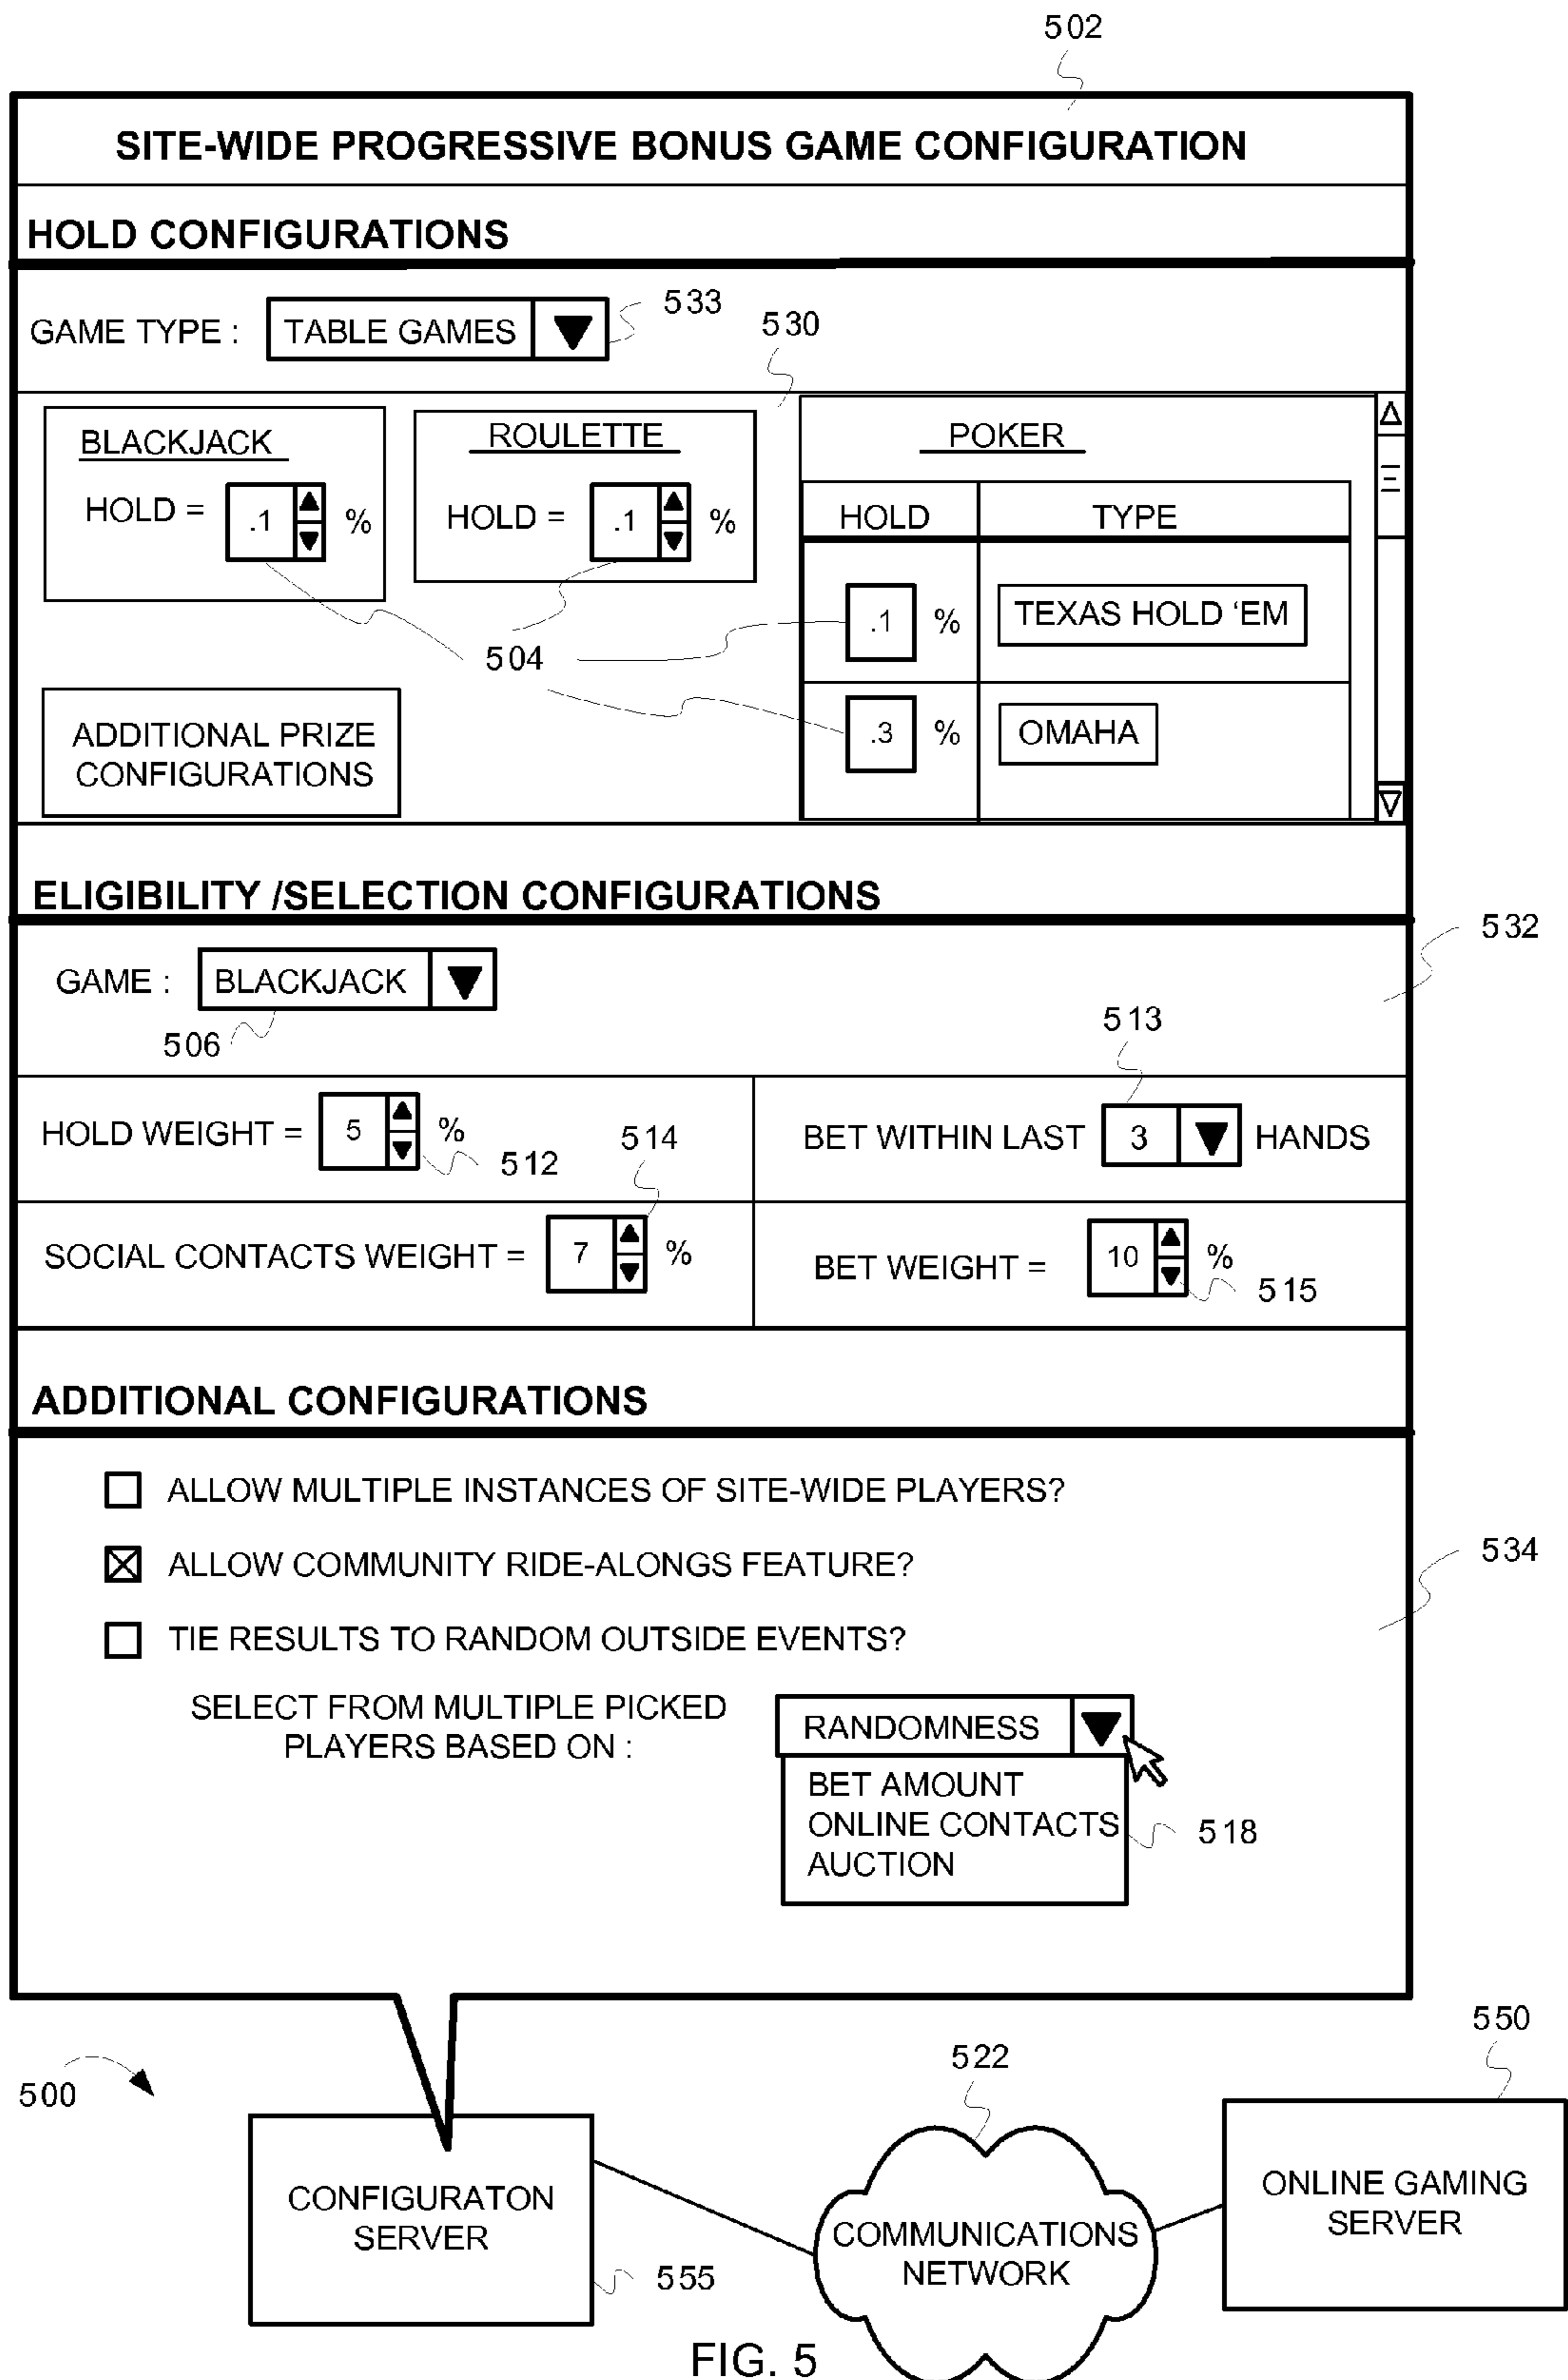 502
SITE-WIDE PROGRESSIVE BONUS GAME CONFIGURATION
HOLD CONFIGURATIONS
GAME TYPE : TABLE GAMES
533
530
BLACKJACK
HOLD = .1 %
ROULETTE
HOLD = .1 %
POKER
HOLD TYPE
.1 % TEXAS HOLD ‘EM
.3 % OMAHA
504
ADDITIONAL PRIZE
CONFIGURATIONS
ELIGIBILITY /SELECTION CONFIGURATIONS
532
GAME : BLACKJACK
506
513
HOLD WEIGHT = 5 %
512
514
BET WITHIN LAST 3 HANDS
SOCIAL CONTACTS WEIGHT = 7 %
BET WEIGHT = 10 %
515
ADDITIONAL CONFIGURATIONS
ALLOW MULTIPLE INSTANCES OF SITE-WIDE PLAYERS?
ALLOW COMMUNITY RIDE-ALONGS FEATURE?
534
TIE RESULTS TO RANDOM OUTSIDE EVENTS?
SELECT FROM MULTIPLE PICKED
PLAYERS BASED ON :
RANDOMNESS
BET AMOUNT
ONLINE CONTACTS
AUCTION
518
500
522
550
CONFIGURATON
SERVER
555
COMMUNICATIONS
NETWORK
ONLINE GAMING
SERVER
FIG. 5